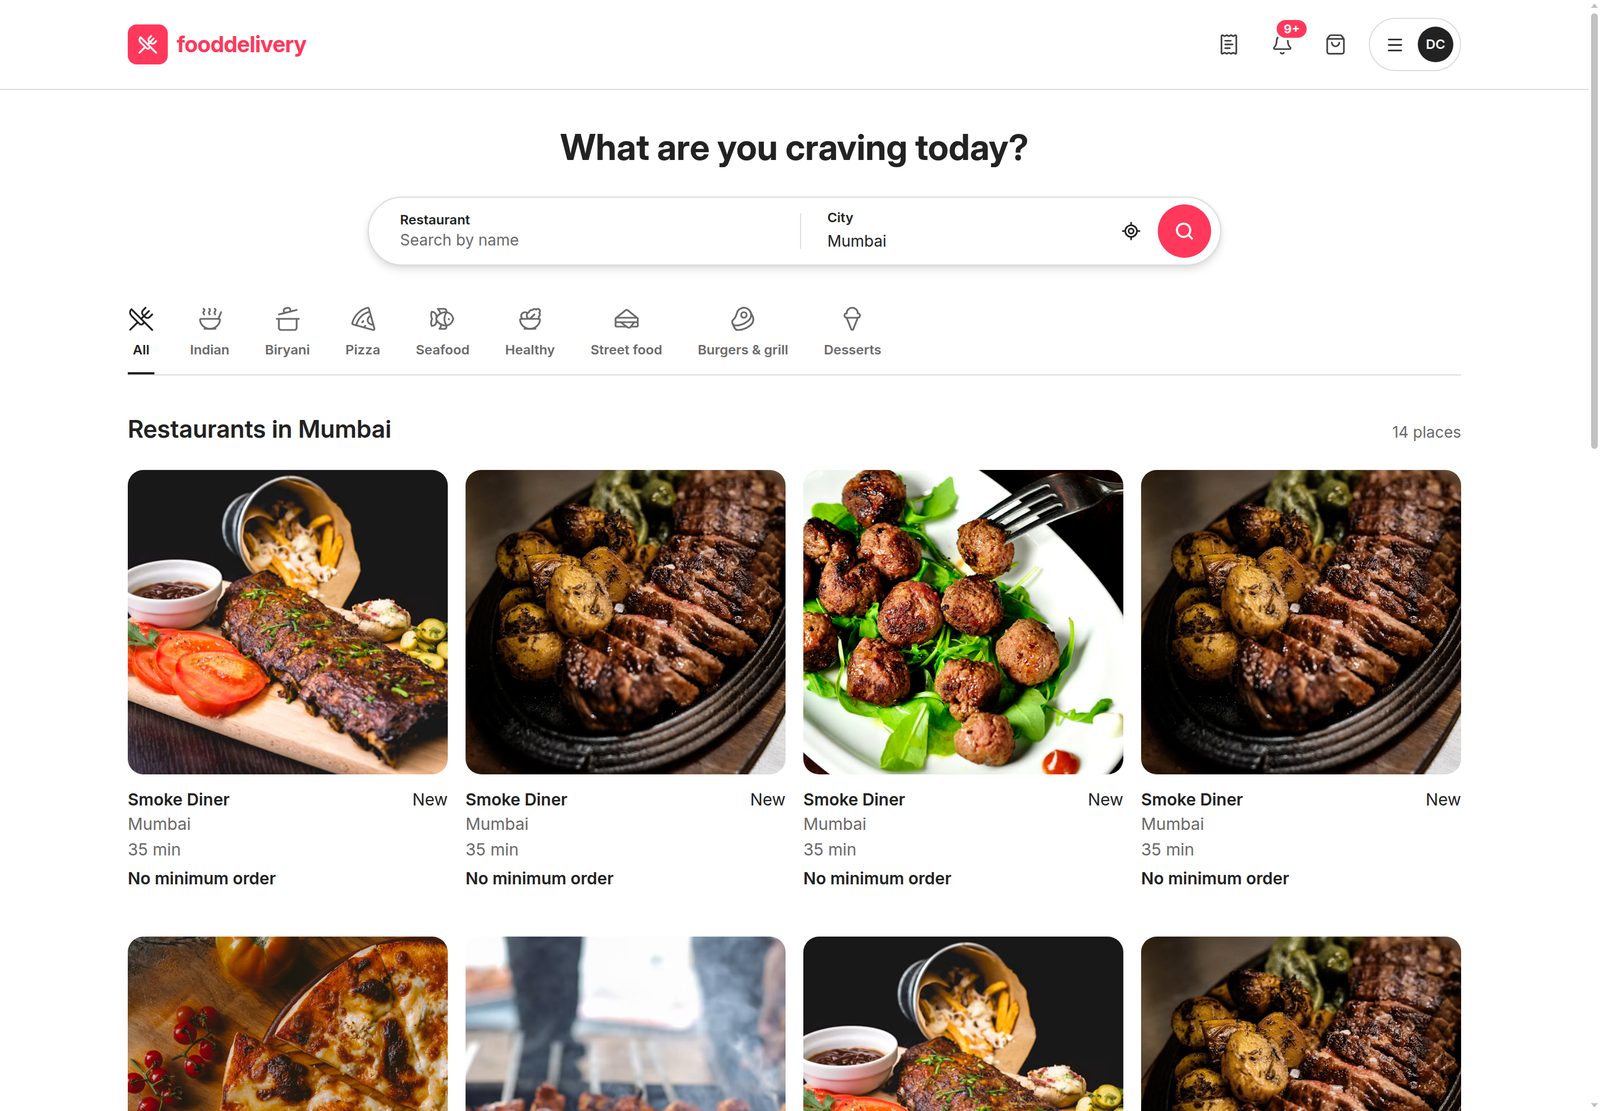 fooddelivery
9+
DC
What are you craving today?
Restaurant
Search by name
City
Mumbai
All
Indian
Biryani
Pizza
Seafood
Healthy
Street food
Burgers & grill
Desserts
Restaurants in Mumbai
14 places
Smoke Diner
New
Mumbai
35 min
No minimum order
Smoke Diner
New
Mumbai
35 min
No minimum order
Smoke Diner
New
Mumbai
35 min
No minimum order
Smoke Diner
New
Mumbai
35 min
No minimum order